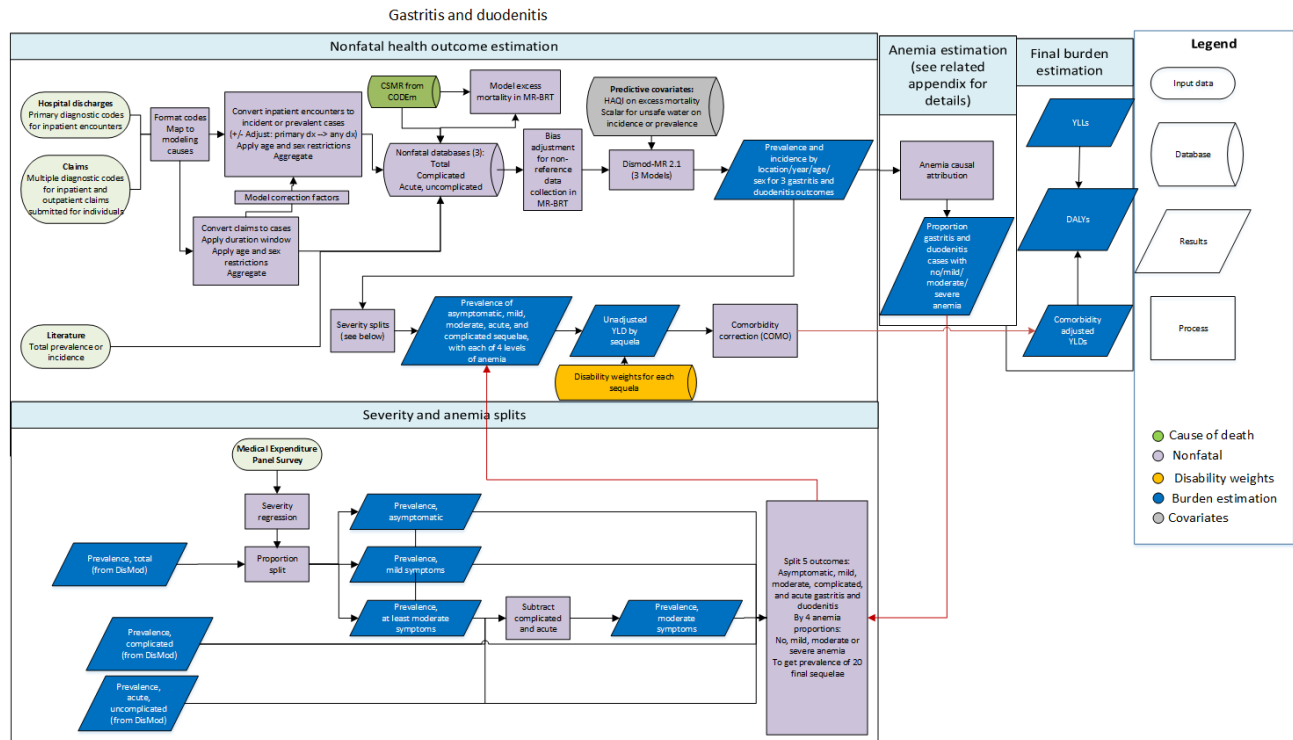 Gastritis and duodenitis
Nonfatal health outcome estimation
Hospital discharges
Primary diagnostic codes
for inpatient encounters
Claims
Multiple diagnostic codes
for inpatient and
outpatient claims
submitted for individuals
Format codes
Map to
modeling
causes
Convert inpatient encounters to
incident or prevalent cases
(+/- Adjust: primary dx --> any dx)
Apply age and sex restrictions
Aggregate
Model correction factors
Convert claims to cases
Apply duration window
Apply age and sex
restrictions
Aggregate
CSMR from
CODEm
Model excess
mortality in MR-BRT
Nonfatal databases (3):
Total
Complicated
Acute, uncomplicated
Bias
adjustment
for non-
reference
data
collection in
MR-BRT
Predictive covariates:
HAQI on excess mortality
Scalar for unsafe water on
incidence or prevalence
Dismod-MR 2.1
(3 Models)
Prevalence and
incidence by
location/year/age/
sex for 3 gastritis and
duodenitis outcomes
Literature
Total prevalence or
incidence
Severity splits
(see below)
Prevalence of
asymptomatic, mild,
moderate, acute, and
complicated sequelae,
with each of 4 levels
of anemia
Unadjusted
YLD by
sequela
Disability weights for each
sequela
Comorbidity
correction (COMO)
Anemia estimation
(see related
appendix for
details)
Anemia causal
attribution
Proportion
gastritis and
duodenitis
cases with
no/mild/
moderate/
severe anemia
Final burden
estimation
YLLs
DALYs
Comorbidity
adjusted YLDs
Legend
Input data
Database
Results
Process
Cause of death
Nonfatal
Disability weights
Burden estimation
Covariates
Severity and anemia splits
Medical Expenditure
Panel Survey
Severity
regression
Prevalence, total
(from DisMod)
Proportion
split
Prevalence,
asymptomatic
Prevalence,
mild symptoms
Prevalence,
at least moderate
symptoms
Subtract
complicated
and acute
Prevalence,
moderate
symptoms
Prevalence,
complicated
(from DisMod)
Prevalence,
acute,
uncomplicated
(from DisMod)
Split 5 outcomes:
Asymptomatic, mild,
moderate, complicated,
and acute gastritis and
duodenitis
By 4 anemia
proportions:
No, mild, moderate or
severe anemia
To get prevalence of 20
final sequelae